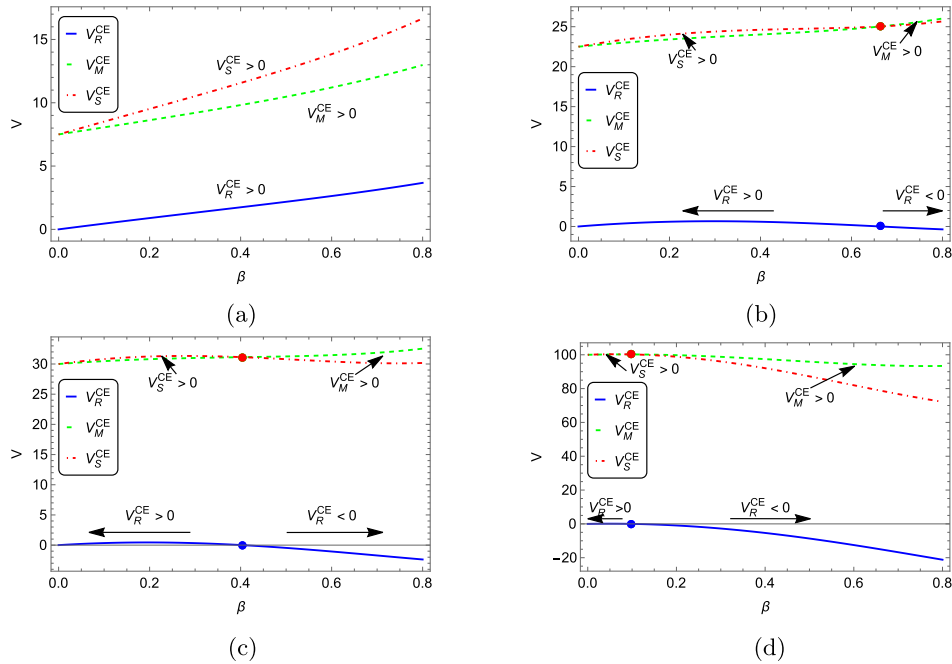 V_R^CE
V_M^CE
V_S^CE
V_S^CE > 0
V_M^CE > 0
V_R^CE > 0
V
15
10
5
0
0.0 0.2 0.4 0.6 0.8
β
(a)
V_S^CE > 0
V_M^CE > 0
V_R^CE
V_M^CE
V_S^CE
V_R^CE > 0
V_R^CE < 0
V
25
20
15
10
5
0
0.0 0.2 0.4 0.6 0.8
β
(b)
V_S^CE > 0
V_M^CE > 0
V_R^CE
V_M^CE
V_S^CE
V_R^CE > 0
V_R^CE < 0
V
35
30
25
20
15
10
5
0
0.0 0.2 0.4 0.6 0.8
β
(c)
V_S^CE > 0
V_M^CE > 0
V_R^CE
V_M^CE
V_S^CE
V_R^CE >0
V_R^CE < 0
V
100
80
60
40
20
0
−20
0.0 0.2 0.4 0.6 0.8
β
(d)